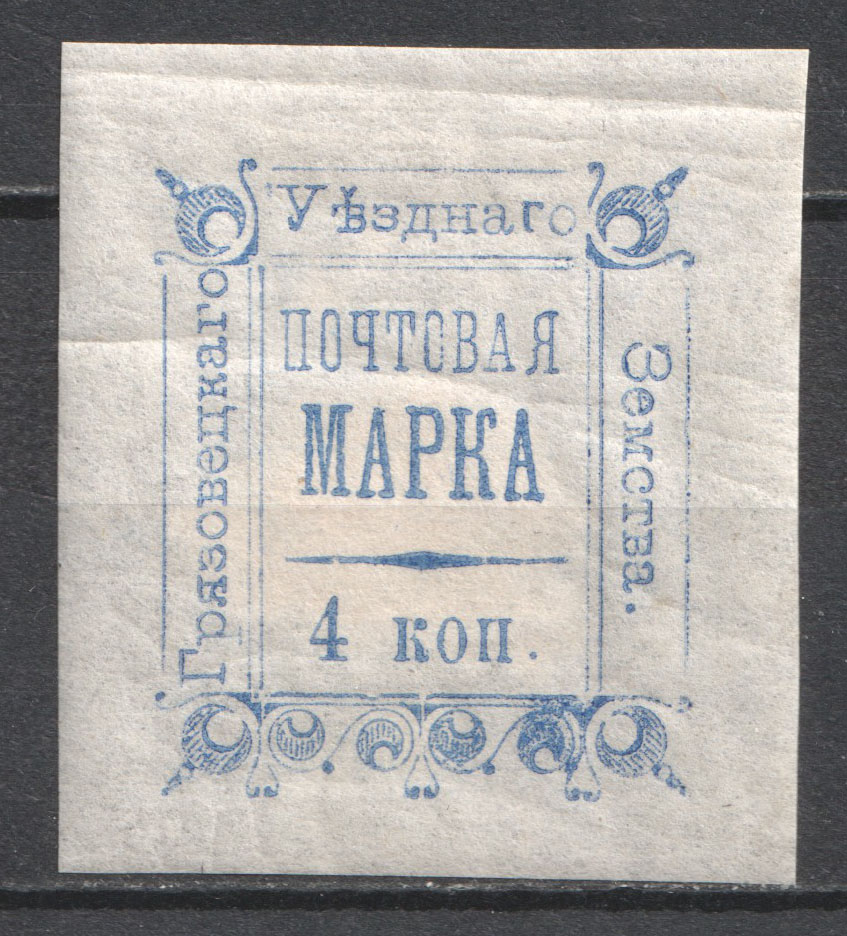 Грязовецкаго
Уѣзднаго
Земства.
ПОЧТОВАЯ
МАРКА
4 коп.